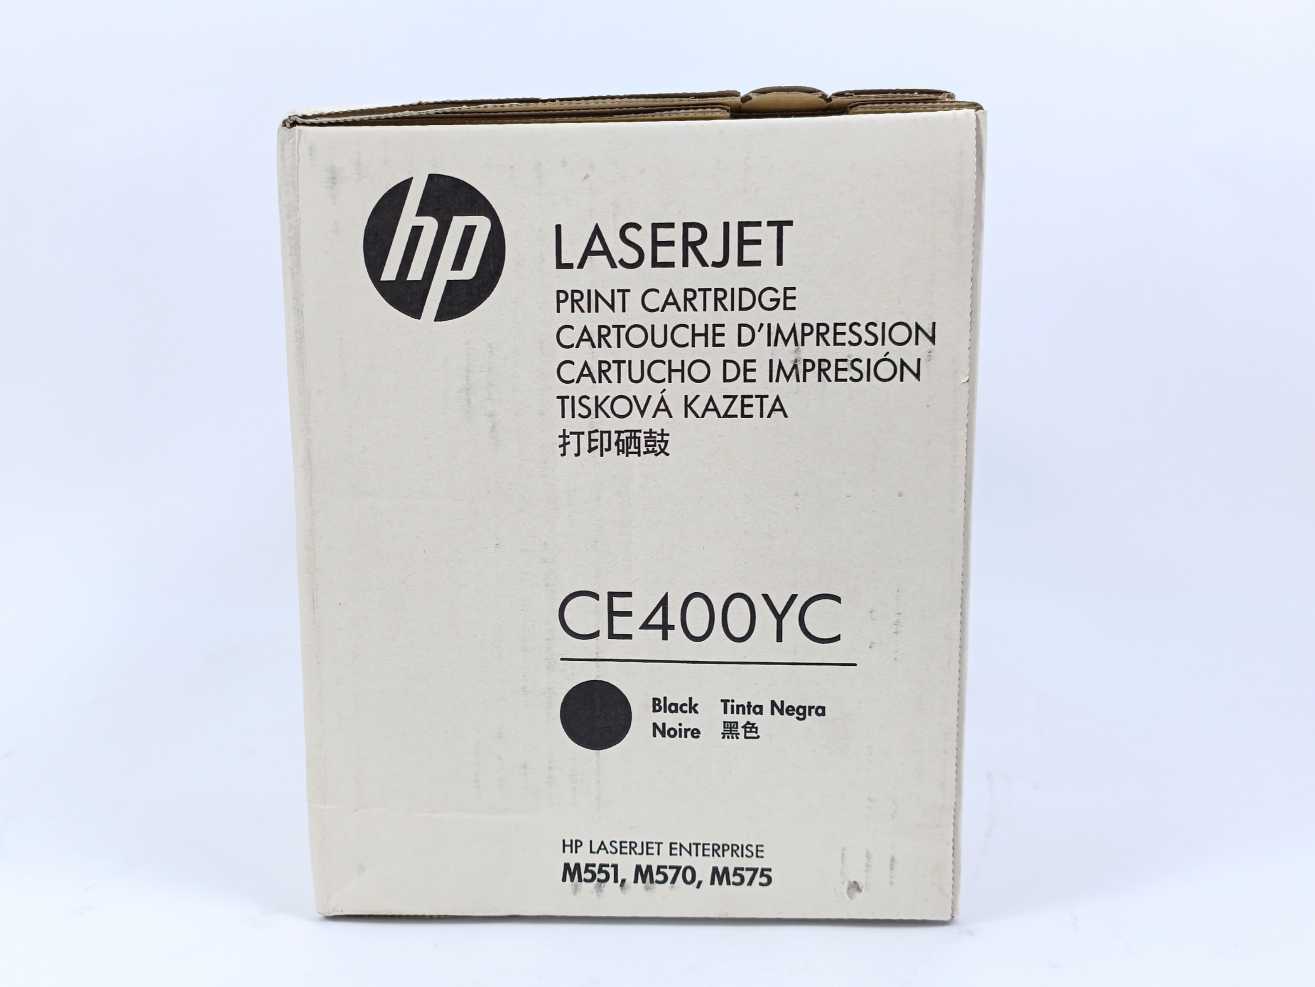 hp
LASERJET
PRINT CARTRIDGE
CARTOUCHE D'IMPRESSION
CARTUCHO DE IMPRESIÓN
TISKOVÁ KAZETA
打印硒鼓
CE400YC
Black Tinta Negra
Noire 黑色
HP LASERJET ENTERPRISE
M551, M570, M575